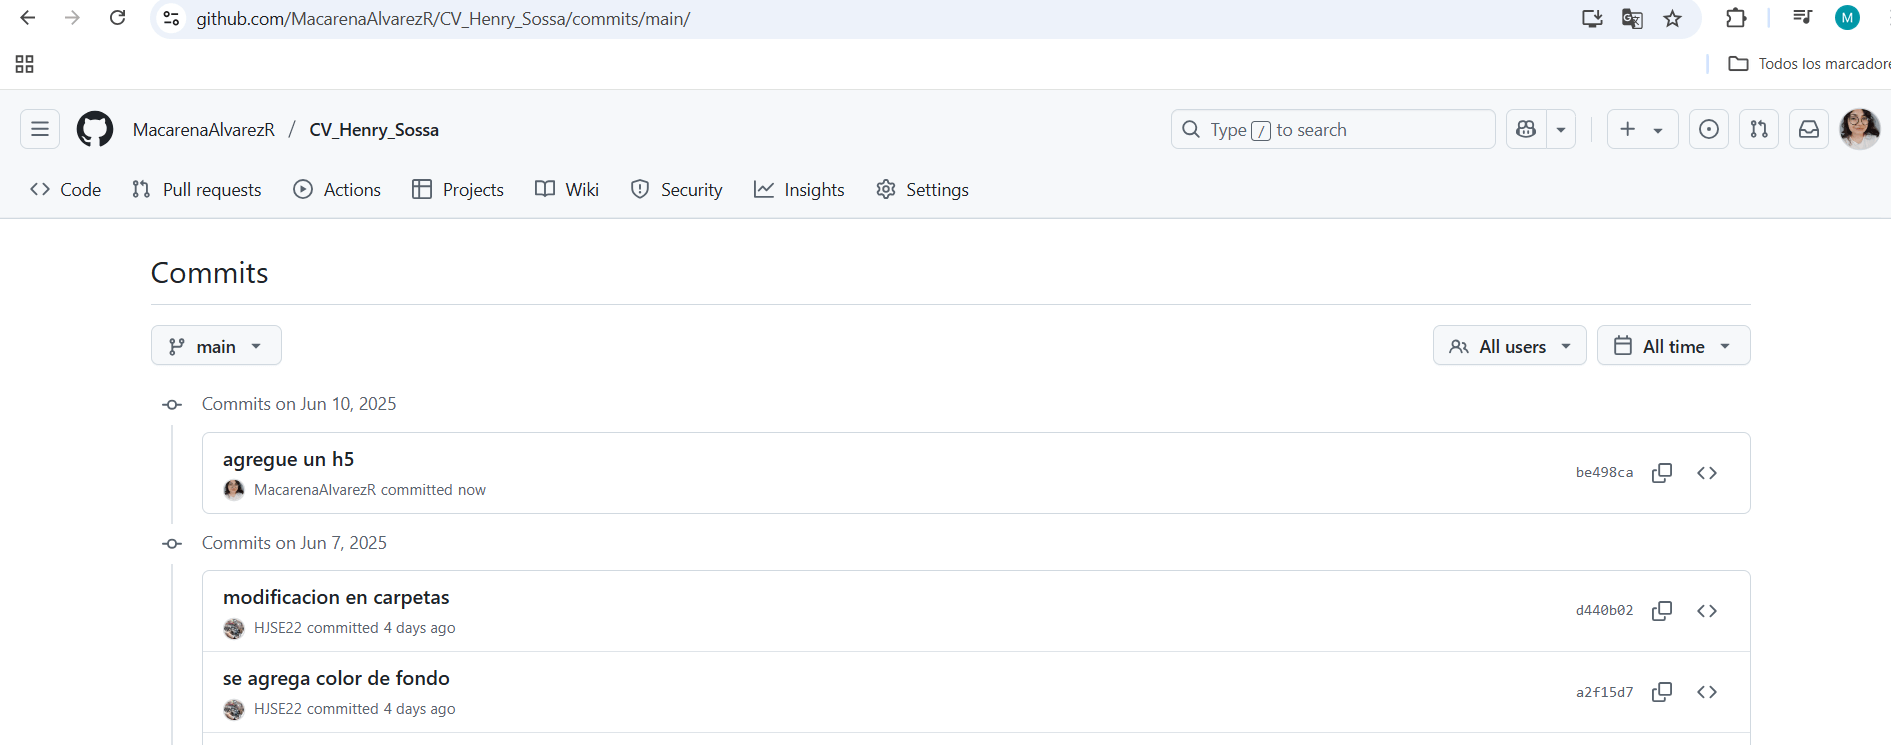 github.com/MacarenaAlvarezR/CV_Henry_Sossa/commits/main/
M
Todos los marcadore
MacarenaAlvarezR / CV_Henry_Sossa
Type / to search
Code Pull requests Actions Projects Wiki Security Insights Settings
Commits
main
All users
All time
Commits on Jun 10, 2025
agregue un h5
be498ca
MacarenaAlvarezR committed now
Commits on Jun 7, 2025
modificacion en carpetas
d440b02
HJSE22 committed 4 days ago
se agrega color de fondo
a2f15d7
HJSE22 committed 4 days ago